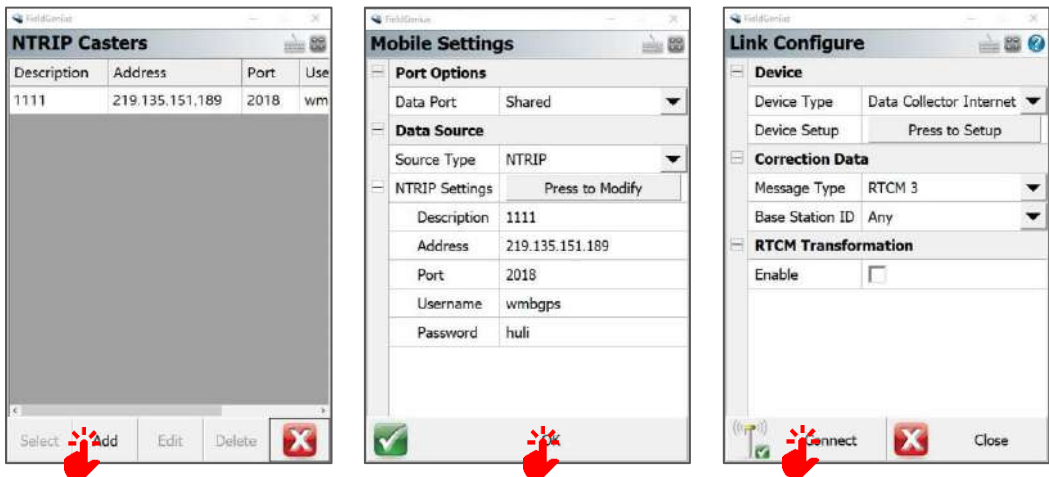 FieldGenius
NTRIP Casters
Description Address Port Use
1111 219.135.151.189 2018 wm
Select Add Edit Delete
FieldGenius
Mobile Settings
Port Options
Data Port Shared
Data Source
Source Type NTRIP
NTRIP Settings Press to Modify
Description 1111
Address 219.135.151.189
Port 2018
Username wmbgps
Password huli
OK
FieldGenius
Link Configure
Device
Device Type Data Collector Internet
Device Setup Press to Setup
Correction Data
Message Type RTCM 3
Base Station ID Any
RTCM Transformation
Enable
Connect Close